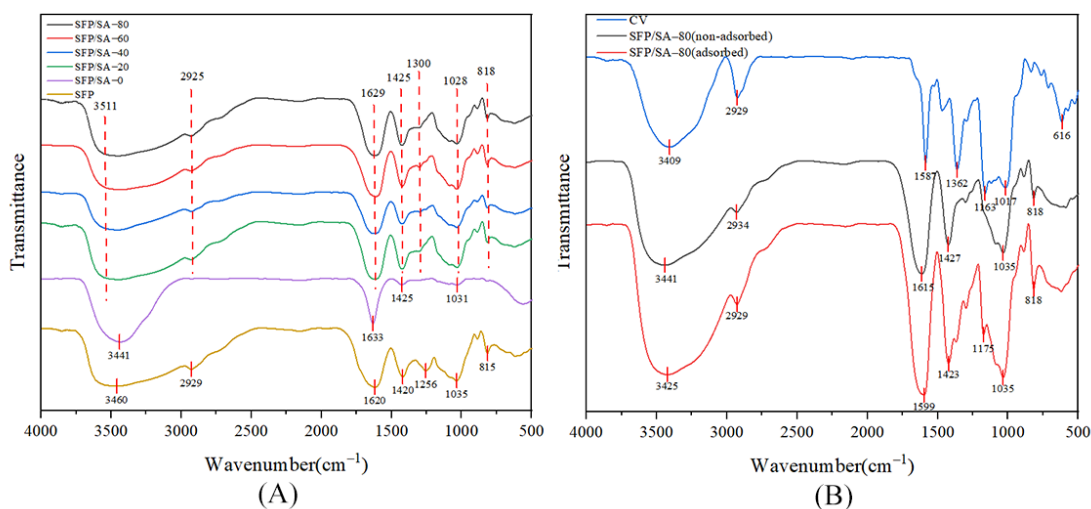 SFP/SA−80
SFP/SA−60
SFP/SA−40
SFP/SA−20
SFP/SA−0
SFP
3511
2925
1629
1425
1300
1028
818
3441
1633
1425
1031
3460
2929
1620
1420
1256
1035
815
Transmittance
4000 3500 3000 2500 2000 1500 1000 500
Wavenumber(cm−1)
(A)
CV
SFP/SA−80(non-adsorbed)
SFP/SA−80(adsorbed)
3409
2929
1587
1362
1163
1017
616
3441
2934
1615
1427
1035
818
3425
2929
1599
1423
1175
1035
818
Transmittance
4000 3500 3000 2500 2000 1500 1000 500
Wavenumber(cm−1)
(B)